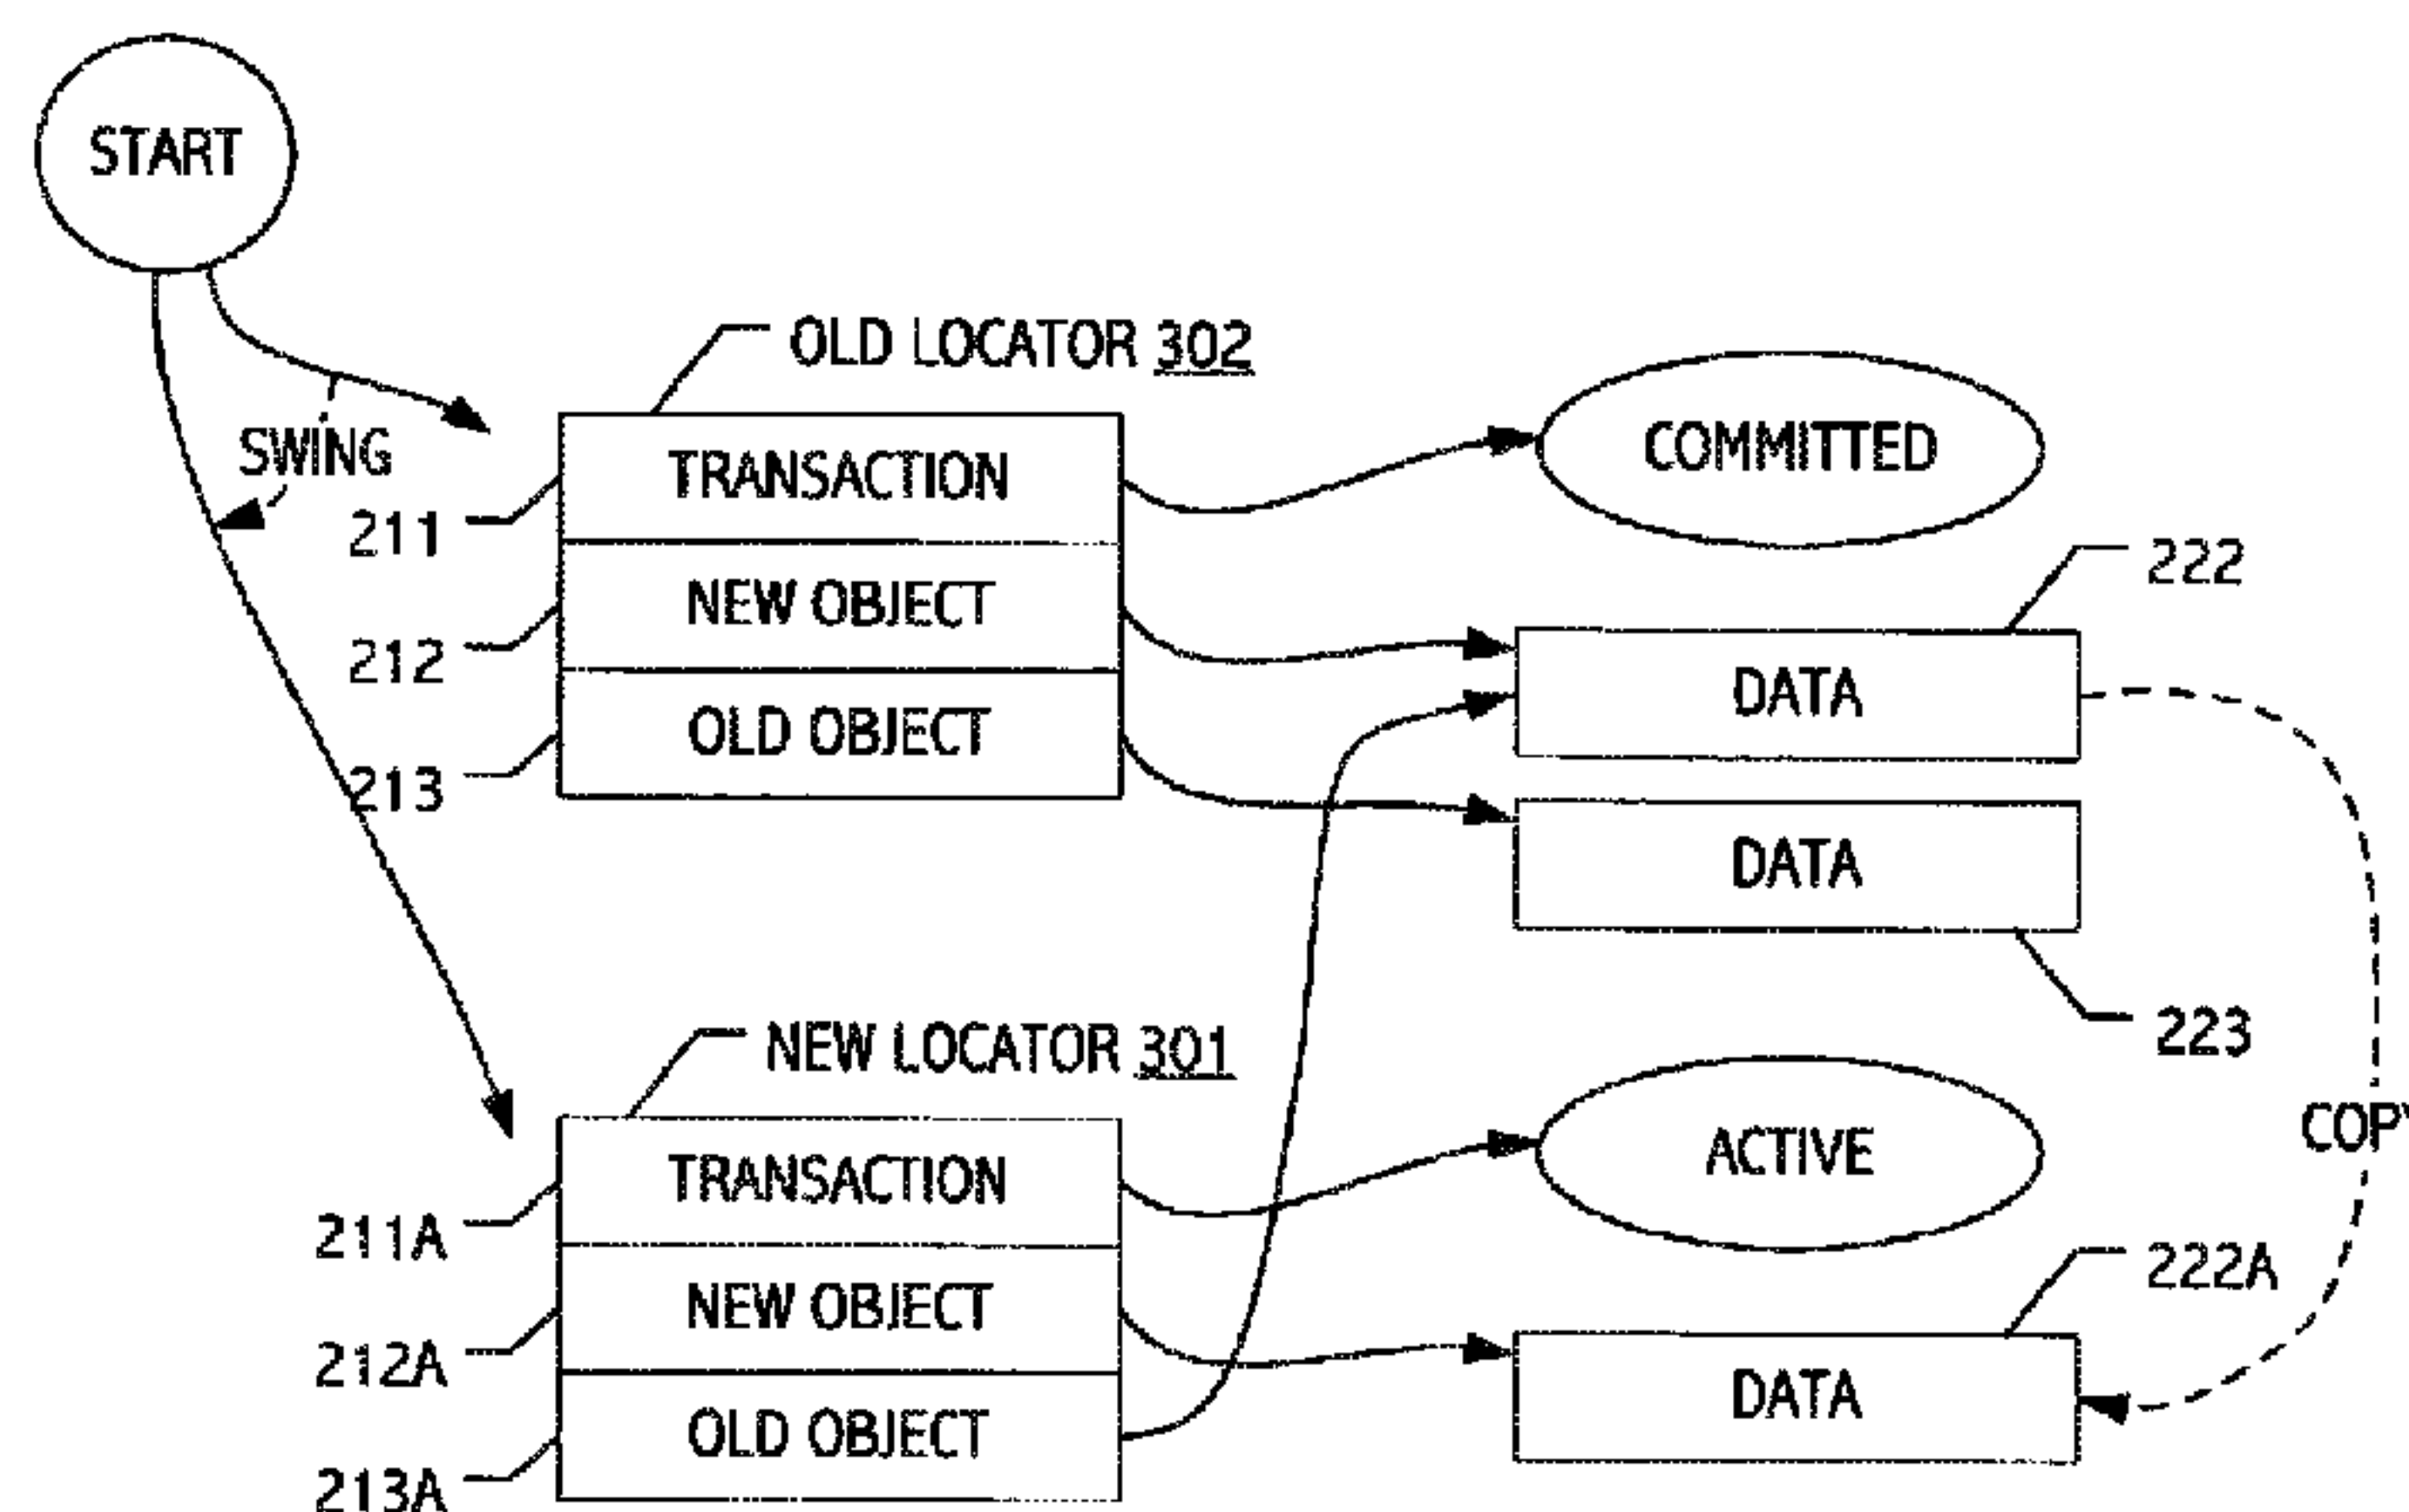 START
OLD LOCATOR 302
SWING
TRANSACTION
COMMITTED
211
NEW OBJECT
222
212
OLD OBJECT
DATA
213
DATA
223
NEW LOCATOR 301
TRANSACTION
ACTIVE
COPY
211A
NEW OBJECT
222A
212A
OLD OBJECT
DATA
213A